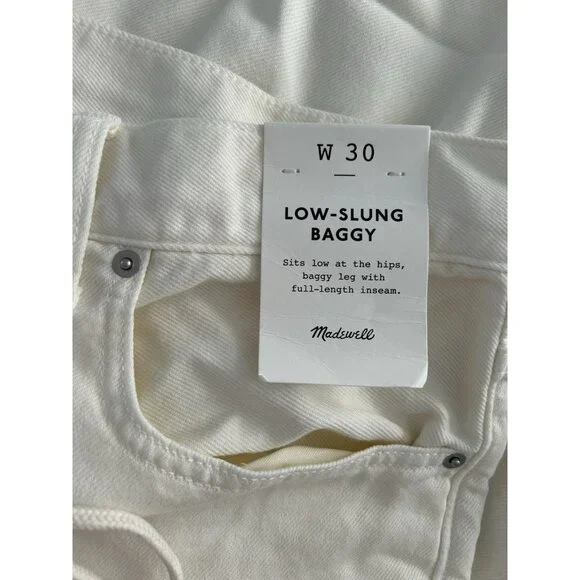 W 30
LOW-SLUNG
BAGGY
Sits low at the hips,
baggy leg with
full-length inseam.
Madewell